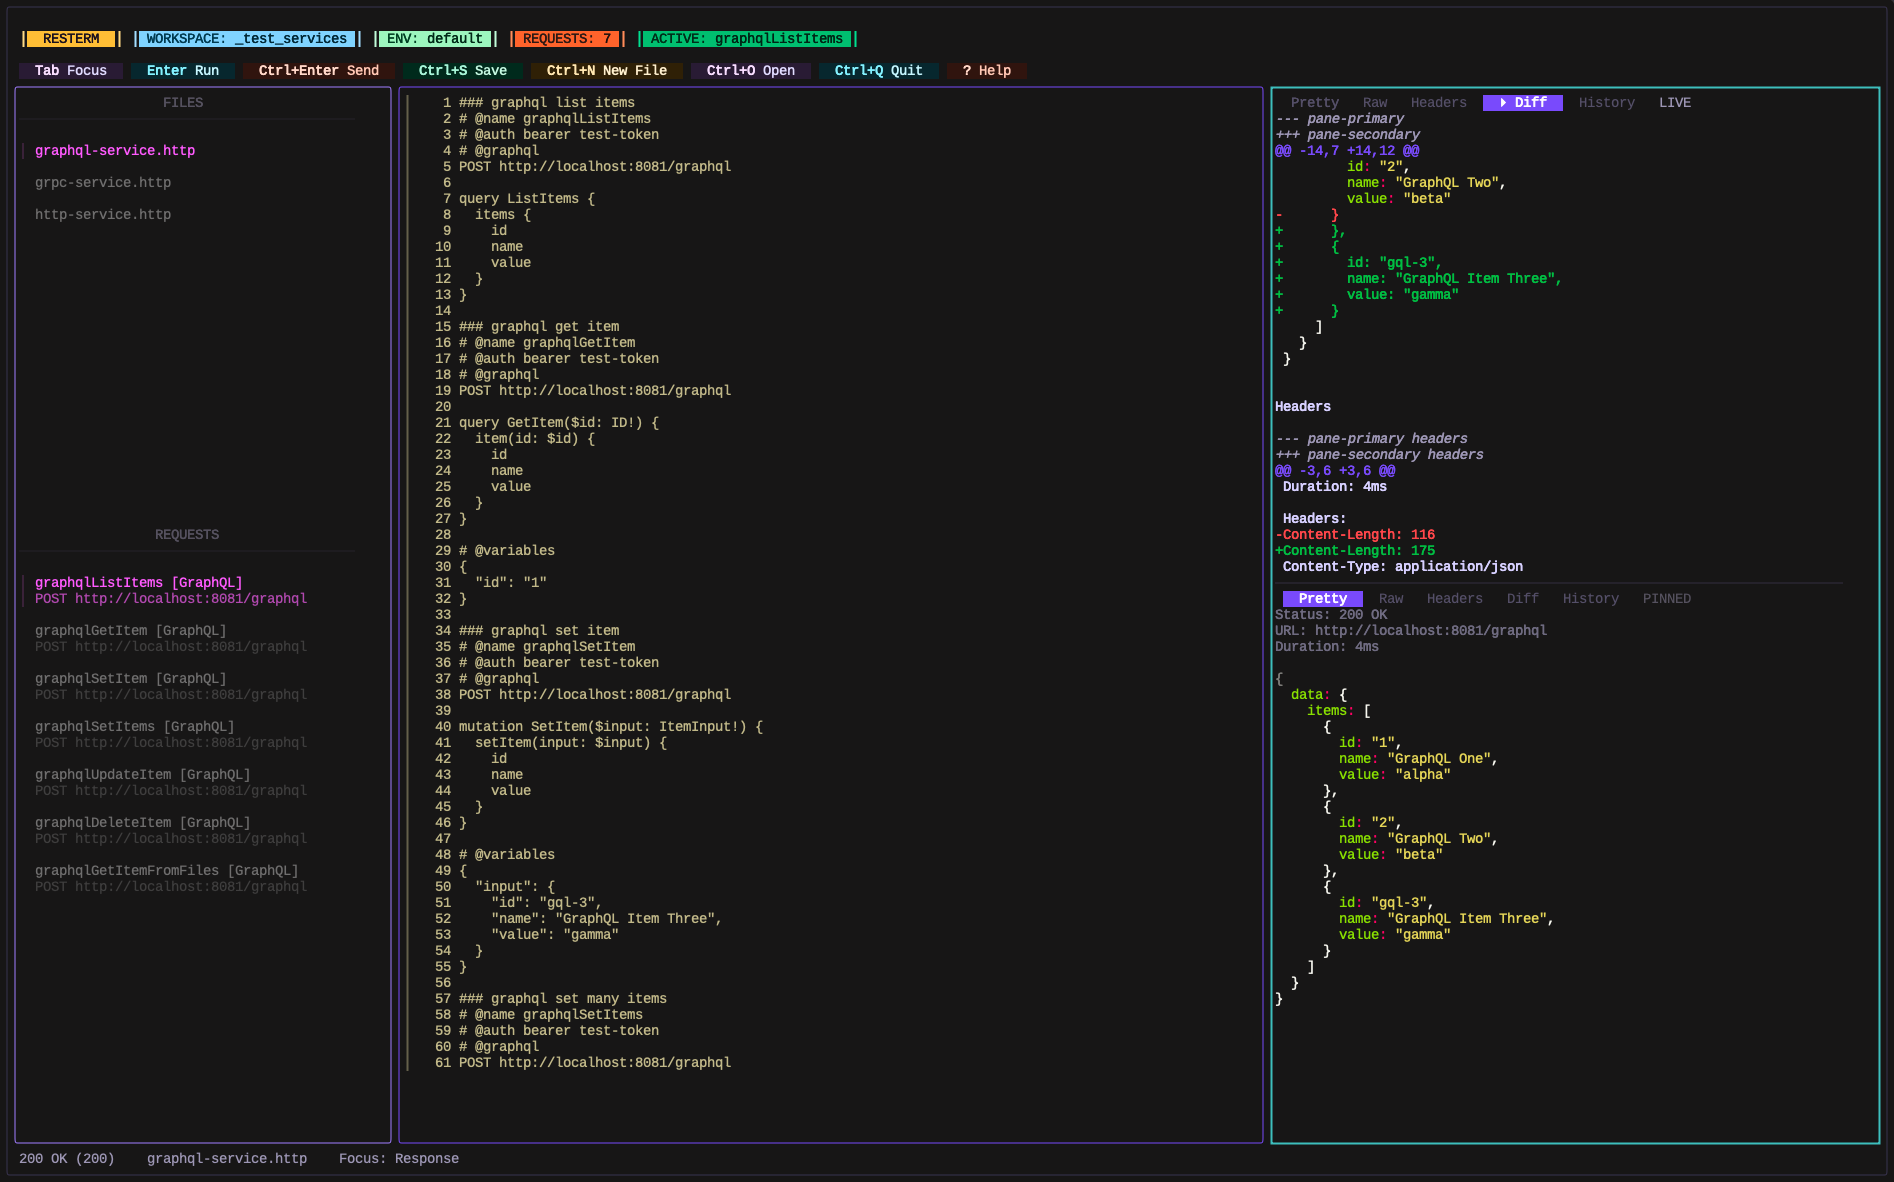 RESTERM  WORKSPACE: _test_services  ENV: default  REQUESTS: 7  ACTIVE: graphqlListItems
Tab Focus  Enter Run  Ctrl+Enter Send  Ctrl+S Save  Ctrl+N New File  Ctrl+O Open  Ctrl+Q Quit  ? Help
FILES
graphql-service.http
grpc-service.http
http-service.http
REQUESTS
graphqlListItems [GraphQL]
POST http://localhost:8081/graphql
graphqlGetItem [GraphQL]
POST http://localhost:8081/graphql
graphqlSetItem [GraphQL]
POST http://localhost:8081/graphql
graphqlSetItems [GraphQL]
POST http://localhost:8081/graphql
graphqlUpdateItem [GraphQL]
POST http://localhost:8081/graphql
graphqlDeleteItem [GraphQL]
POST http://localhost:8081/graphql
graphqlGetItemFromFiles [GraphQL]
POST http://localhost:8081/graphql
1 ### graphql list items
2 # @name graphqlListItems
3 # @auth bearer test-token
4 # @graphql
5 POST http://localhost:8081/graphql
6
7 query ListItems {
8   items {
9     id
10     name
11     value
12   }
13 }
14
15 ### graphql get item
16 # @name graphqlGetItem
17 # @auth bearer test-token
18 # @graphql
19 POST http://localhost:8081/graphql
20
21 query GetItem($id: ID!) {
22   item(id: $id) {
23     id
24     name
25     value
26   }
27 }
28
29 # @variables
30 {
31   "id": "1"
32 }
33
34 ### graphql set item
35 # @name graphqlSetItem
36 # @auth bearer test-token
37 # @graphql
38 POST http://localhost:8081/graphql
39
40 mutation SetItem($input: ItemInput!) {
41   setItem(input: $input) {
42     id
43     name
44     value
45   }
46 }
47
48 # @variables
49 {
50   "input": {
51     "id": "gql-3",
52     "name": "GraphQL Item Three",
53     "value": "gamma"
54   }
55 }
56
57 ### graphql set many items
58 # @name graphqlSetItems
59 # @auth bearer test-token
60 # @graphql
61 POST http://localhost:8081/graphql
Pretty  Raw  Headers  Diff  History  LIVE
--- pane-primary
+++ pane-secondary
@@ -14,7 +14,12 @@
         id: "2",
         name: "GraphQL Two",
         value: "beta"
-      }
+      },
+      {
+        id: "gql-3",
+        name: "GraphQL Item Three",
+        value: "gamma"
+      }
     ]
   }
 }
Headers
--- pane-primary headers
+++ pane-secondary headers
@@ -3,6 +3,6 @@
 Duration: 4ms
 Headers:
-Content-Length: 116
+Content-Length: 175
 Content-Type: application/json
Pretty  Raw  Headers  Diff  History  PINNED
Status: 200 OK
URL: http://localhost:8081/graphql
Duration: 4ms
{
  data: {
    items: [
      {
        id: "1",
        name: "GraphQL One",
        value: "alpha"
      },
      {
        id: "2",
        name: "GraphQL Two",
        value: "beta"
      },
      {
        id: "gql-3",
        name: "GraphQL Item Three",
        value: "gamma"
      }
    ]
  }
}
200 OK (200)  graphql-service.http  Focus: Response